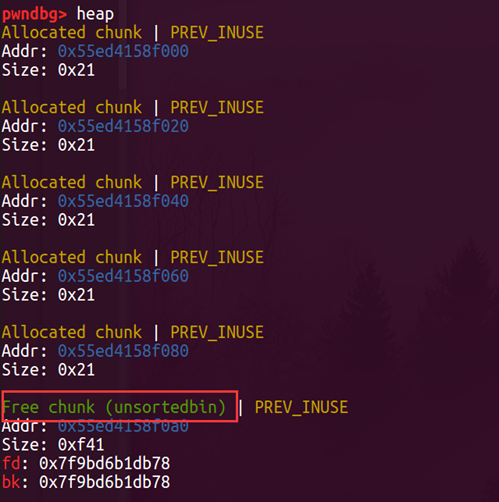 pwndbg> heap
Allocated chunk | PREV_INUSE
Addr: 0x55ed4158f000
Size: 0x21
Allocated chunk | PREV_INUSE
Addr: 0x55ed4158f020
Size: 0x21
Allocated chunk | PREV_INUSE
Addr: 0x55ed4158f040
Size: 0x21
Allocated chunk | PREV_INUSE
Addr: 0x55ed4158f060
Size: 0x21
Allocated chunk | PREV_INUSE
Addr: 0x55ed4158f080
Size: 0x21
Free chunk (unsortedbin) | PREV_INUSE
Addr: 0x55ed4158f0a0
Size: 0xf41
fd: 0x7f9bd6b1db78
bk: 0x7f9bd6b1db78